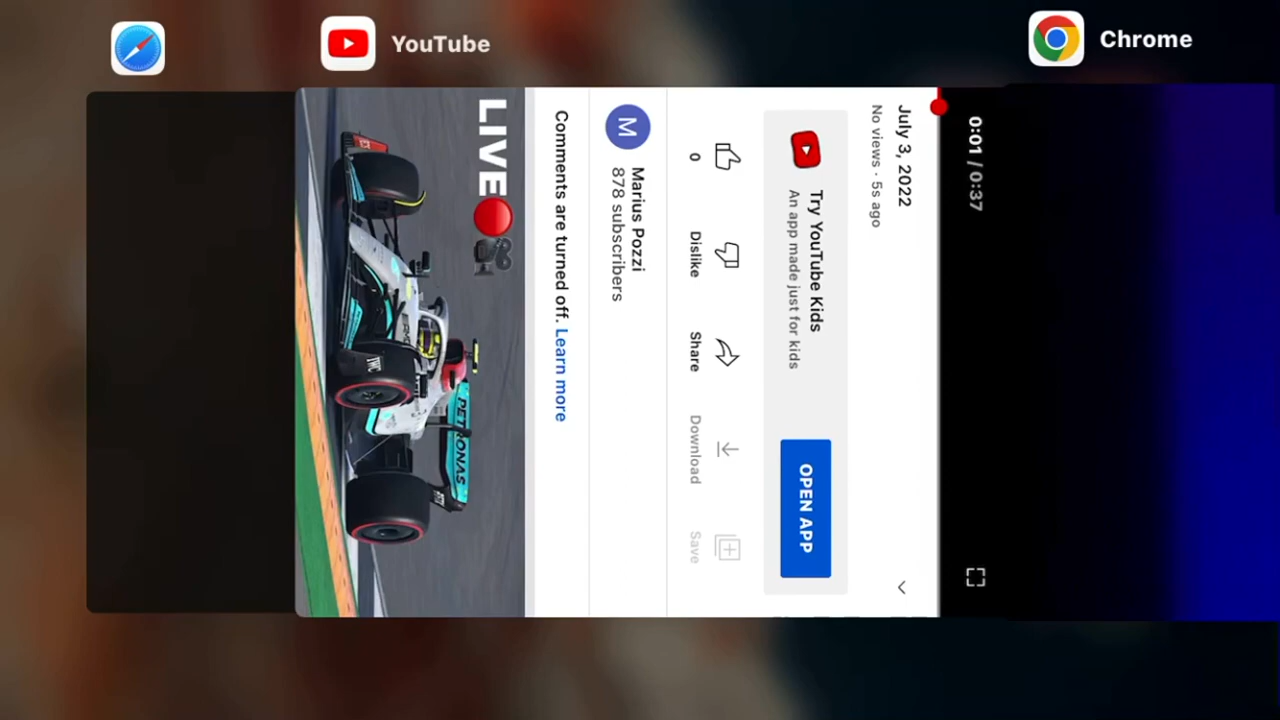 YouTube
Chrome
0:01 / 0:37
July 3, 2022
No views · 5s ago
Try YouTube Kids
An app made just for kids
OPEN APP
0
Dislike
Share
Download
Save
M
Marius Pozzi
878 subscribers
Comments are turned off. Learn more
LIVE
PETRONAS